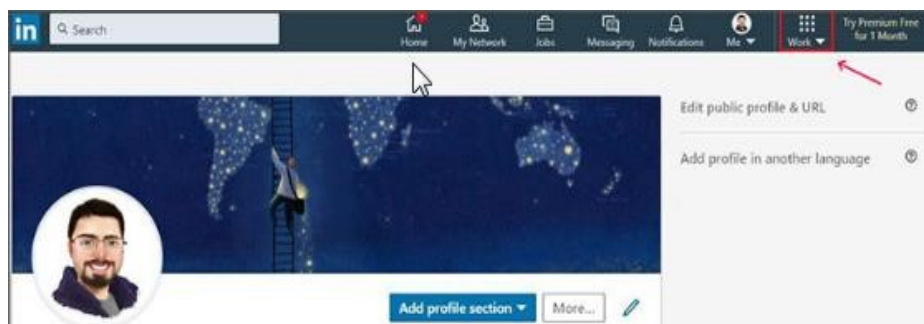 in Search
Home My Network Jobs Messaging Notifications Me Work
Try Premium Free
for 1 Month
Edit public profile & URL
Add profile in another language
Add profile section More...